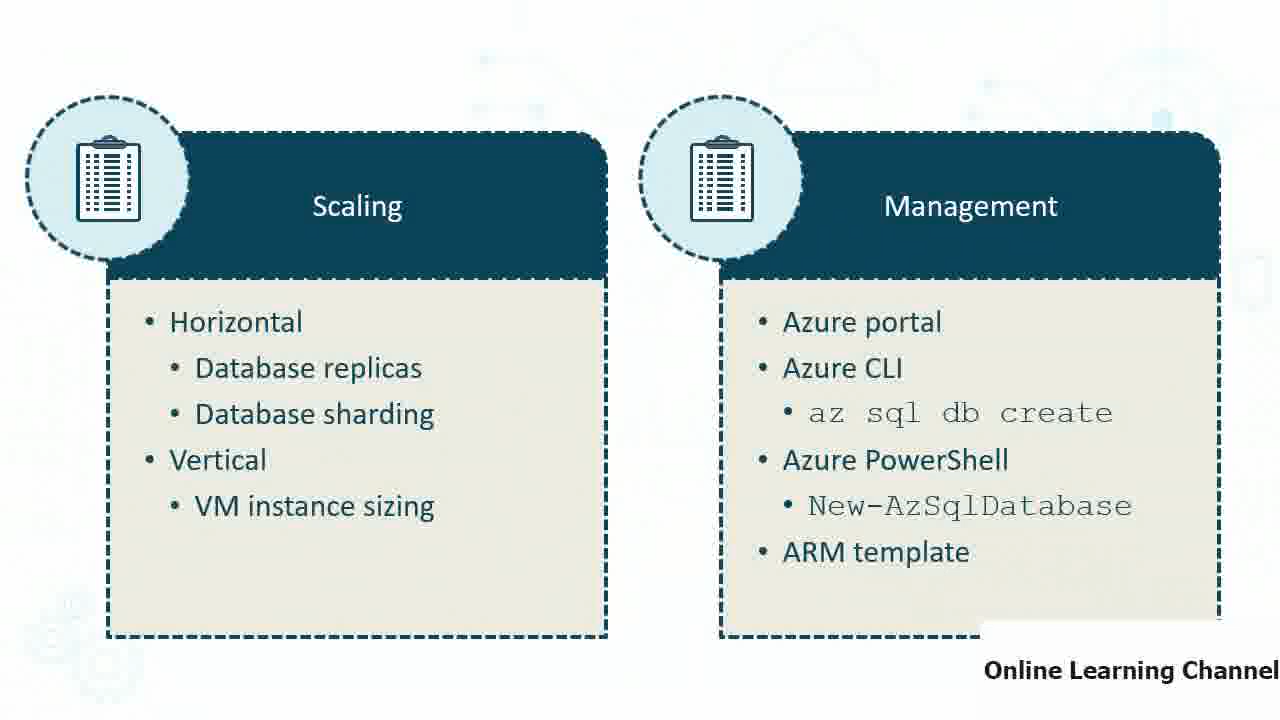 Scaling
• Horizontal
• Database replicas
• Database sharding
• Vertical
• VM instance sizing
Management
• Azure portal
• Azure CLI
• az sql db create
• Azure PowerShell
• New-AzSqlDatabase
• ARM template
Online Learning Channel